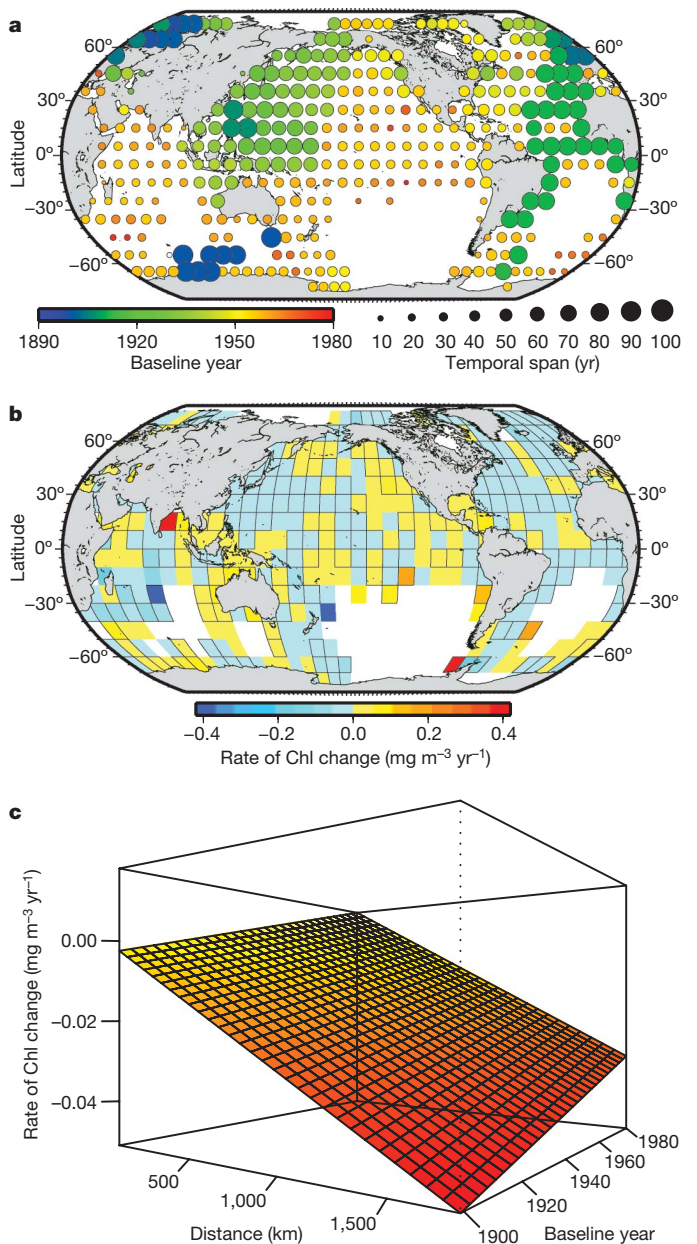 a
60° 60°
30° 30°
0° 0°
−30° −30°
−60° −60°
Latitude
1890 1920 1950 1980
Baseline year
10 20 30 40 50 60 70 80 90 100
Temporal span (yr)
b
60° 60°
30° 30°
0° 0°
−30° −30°
−60° −60°
Latitude
−0.4 −0.2 0.0 0.2 0.4
Rate of Chl change (mg m⁻³ yr⁻¹)
c
Rate of Chl change (mg m⁻³ yr⁻¹)
0.00
−0.02
−0.04
500
1,000
1,500
Distance (km)
1900
1920
1940
1960
1980
Baseline year